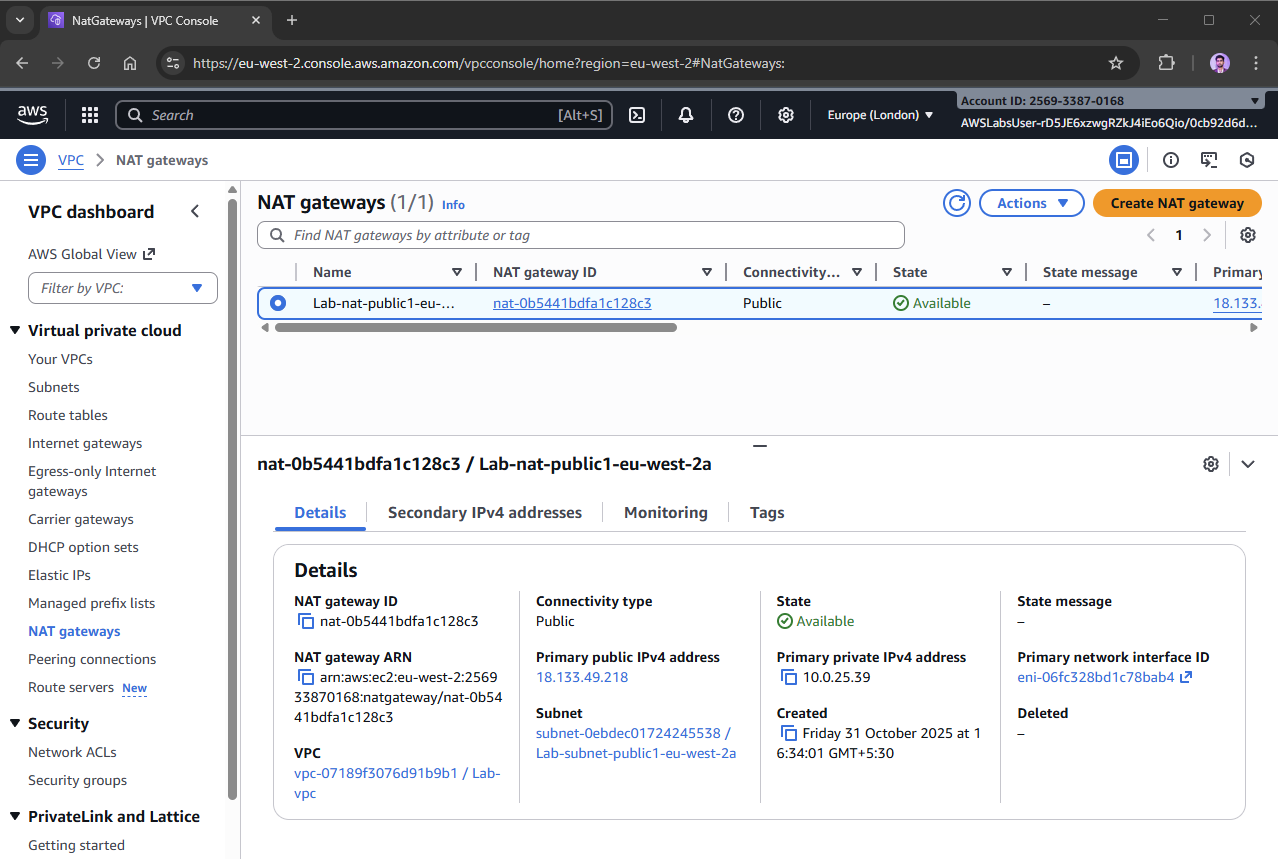 NatGateways | VPC Console
https://eu-west-2.console.aws.amazon.com/vpcconsole/home?region=eu-west-2#NatGateways:
aws
Search
[Alt+S]
Europe (London)
Account ID: 2569-3387-0168
AWSLabsUser-rD5JE6xzwgRZkJ4iEo6Qio/0cb92d6d...
VPC
NAT gateways
VPC dashboard
AWS Global View
Filter by VPC:
Virtual private cloud
Your VPCs
Subnets
Route tables
Internet gateways
Egress-only Internet
gateways
Carrier gateways
DHCP option sets
Elastic IPs
Managed prefix lists
NAT gateways
Peering connections
Route servers New
Security
Network ACLs
Security groups
PrivateLink and Lattice
Getting started
NAT gateways (1/1) Info
Actions
Create NAT gateway
Find NAT gateways by attribute or tag
1
Name
NAT gateway ID
Connectivity...
State
State message
Primary
Lab-nat-public1-eu-...
nat-0b5441bdfa1c128c3
Public
Available
–
18.133.
nat-0b5441bdfa1c128c3 / Lab-nat-public1-eu-west-2a
Details
Secondary IPv4 addresses
Monitoring
Tags
Details
NAT gateway ID
nat-0b5441bdfa1c128c3
NAT gateway ARN
arn:aws:ec2:eu-west-2:2569
33870168:natgateway/nat-0b54
41bdfa1c128c3
VPC
vpc-07189f3076d91b9b1 / Lab-
vpc
Connectivity type
Public
Primary public IPv4 address
18.133.49.218
Subnet
subnet-0ebdec01724245538 /
Lab-subnet-public1-eu-west-2a
State
Available
Primary private IPv4 address
10.0.25.39
Created
Friday 31 October 2025 at 1
6:34:01 GMT+5:30
State message
–
Primary network interface ID
eni-06fc328bd1c78bab4
Deleted
–